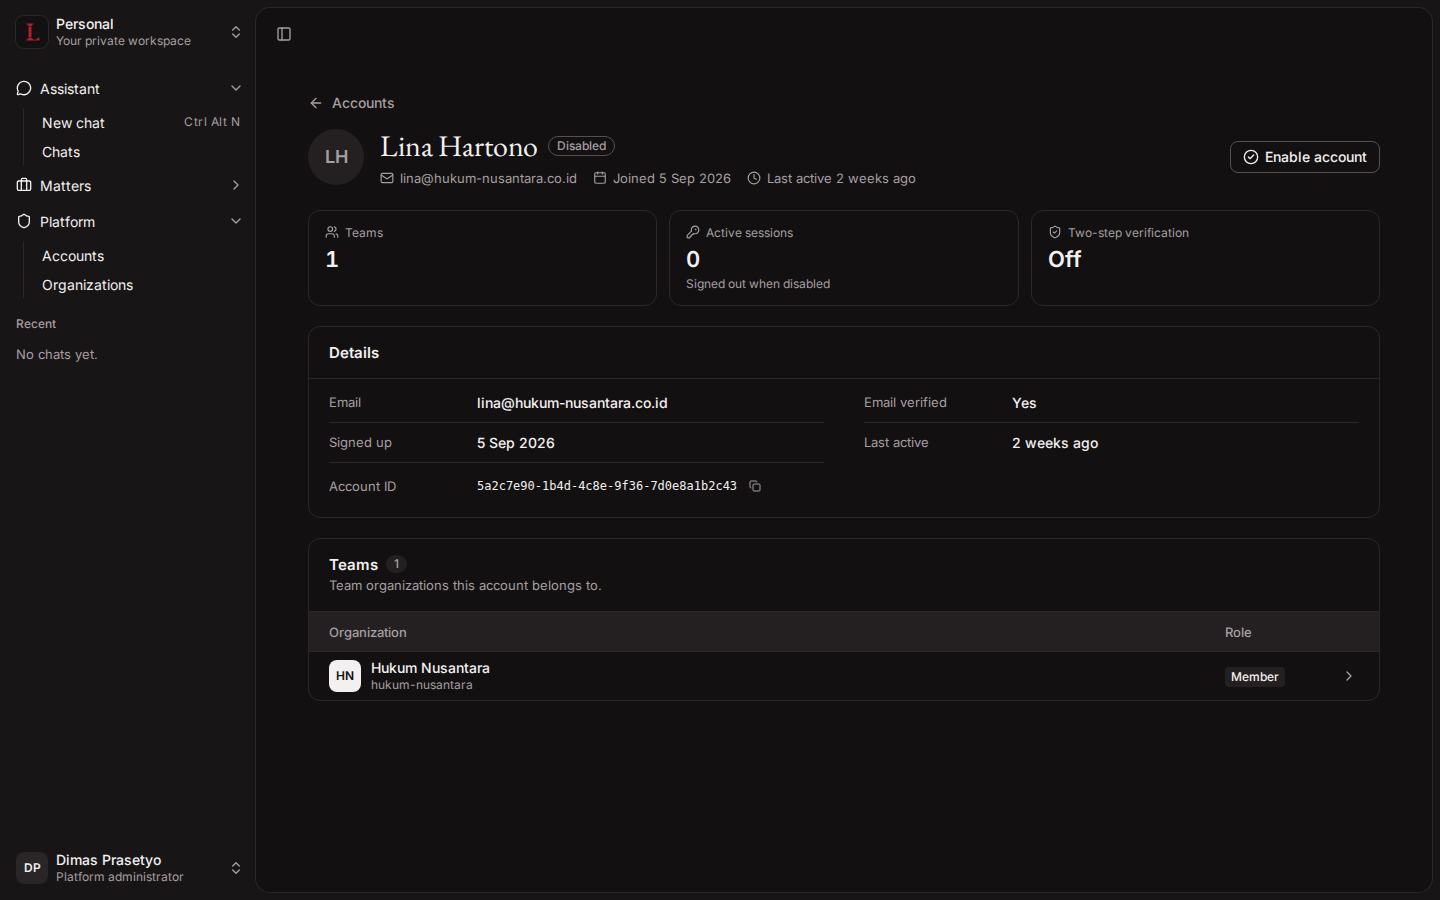 L
Personal
Your private workspace
Assistant
New chat
Ctrl Alt N
Chats
Matters
Platform
Accounts
Organizations
Recent
No chats yet.
DP
Dimas Prasetyo
Platform administrator
Accounts
LH
Lina Hartono
Disabled
lina@hukum-nusantara.co.id
Joined 5 Sep 2026
Last active 2 weeks ago
Enable account
Teams
1
Active sessions
0
Signed out when disabled
Two-step verification
Off
Details
Email
lina@hukum-nusantara.co.id
Email verified
Yes
Signed up
5 Sep 2026
Last active
2 weeks ago
Account ID
5a2c7e90-1b4d-4c8e-9f36-7d0e8a1b2c43
Teams
1
Team organizations this account belongs to.
Organization
Role
HN
Hukum Nusantara
hukum-nusantara
Member